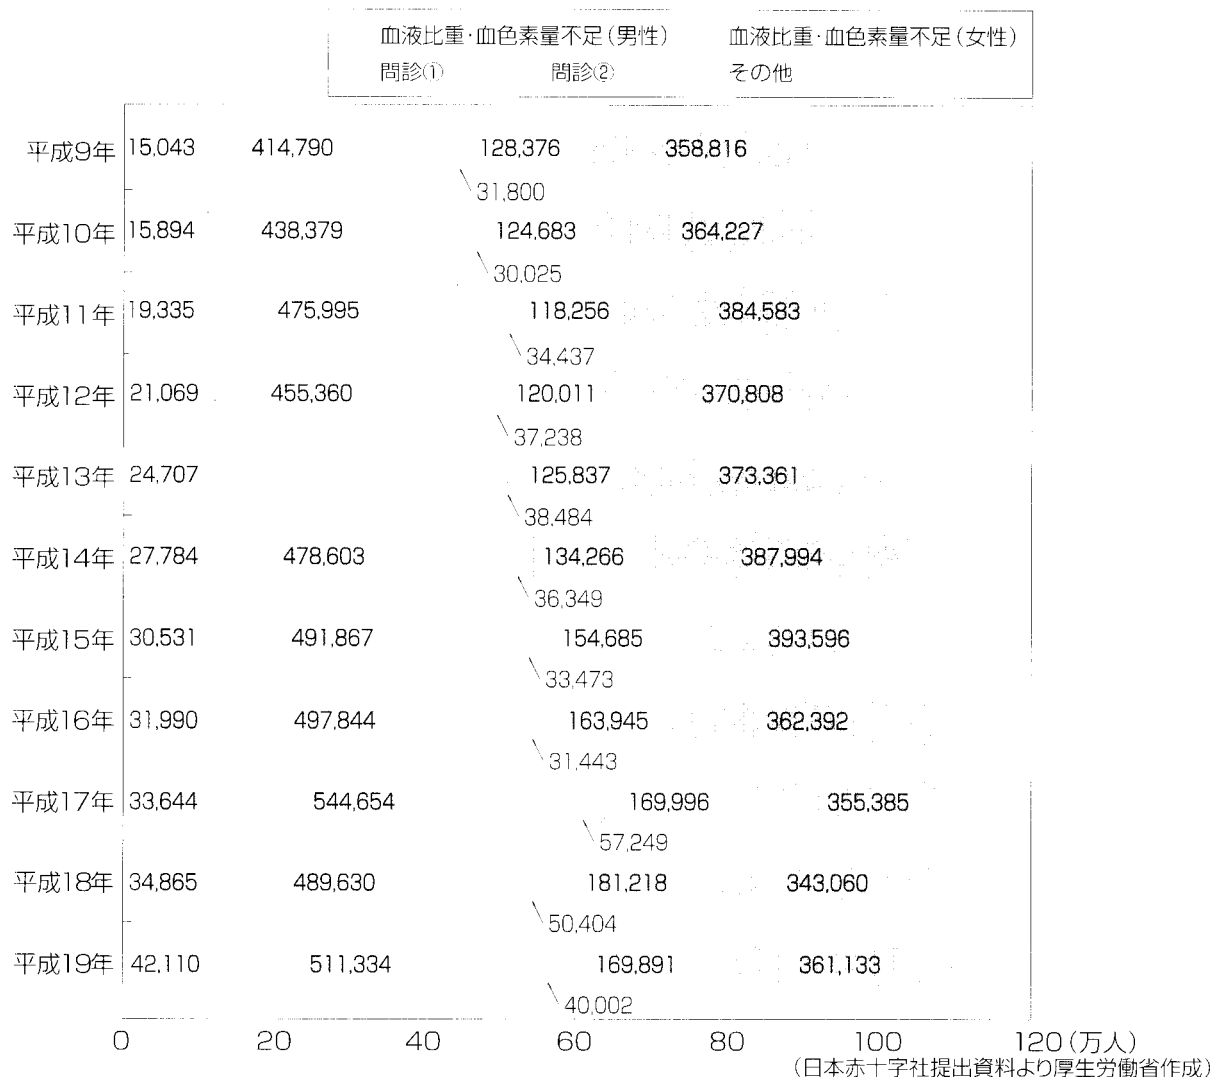 血液比重・血色素量不足(男性) 血液比重・血色素量不足(女性)
問診① 問診② その他
平成9年 15,043 414,790 128,376 358,816
31,800
平成10年 15,894 438,379 124,683 364,227
30,025
平成11年 19,335 475,995 118,256 384,583
34,437
平成12年 21,069 455,360 120,011 370,808
37,238
平成13年 24,707 125,837 373,361
38,484
平成14年 27,784 478,603 134,266 387,994
36,349
平成15年 30,531 491,867 154,685 393,596
33,473
平成16年 31,990 497,844 163,945 362,392
31,443
平成17年 33,644 544,654 169,996 355,385
57,249
平成18年 34,865 489,630 181,218 343,060
50,404
平成19年 42,110 511,334 169,891 361,133
40,002
0 20 40 60 80 100 120(万人)
(日本赤十字社提出資料より厚生労働省作成)